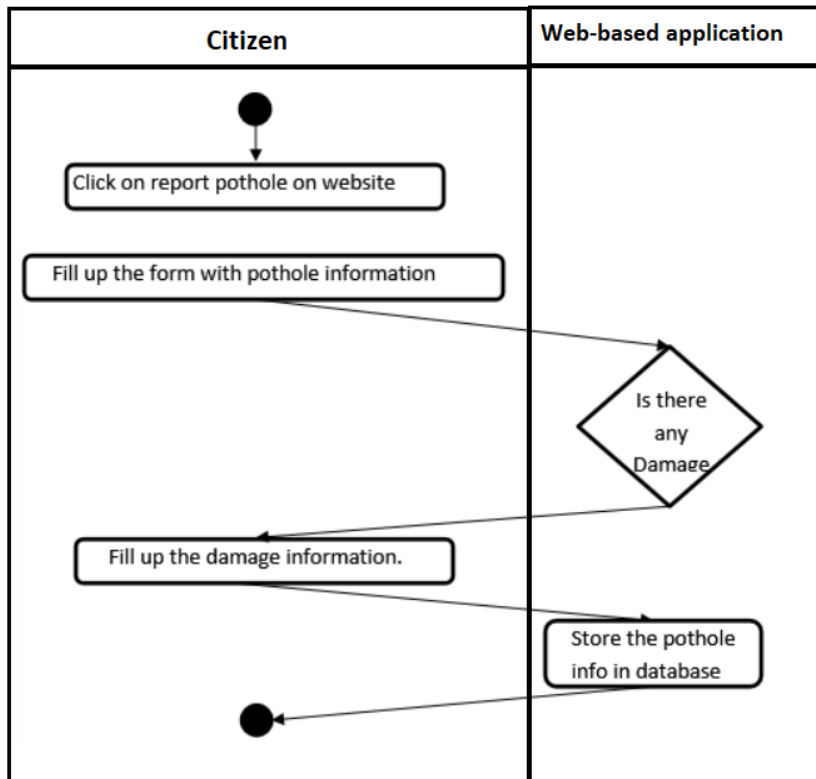 Citizen
Web-based application
Click on report pothole on website
Fill up the form with pothole information
Is there
any
Damage
Fill up the damage information.
Store the pothole
info in database